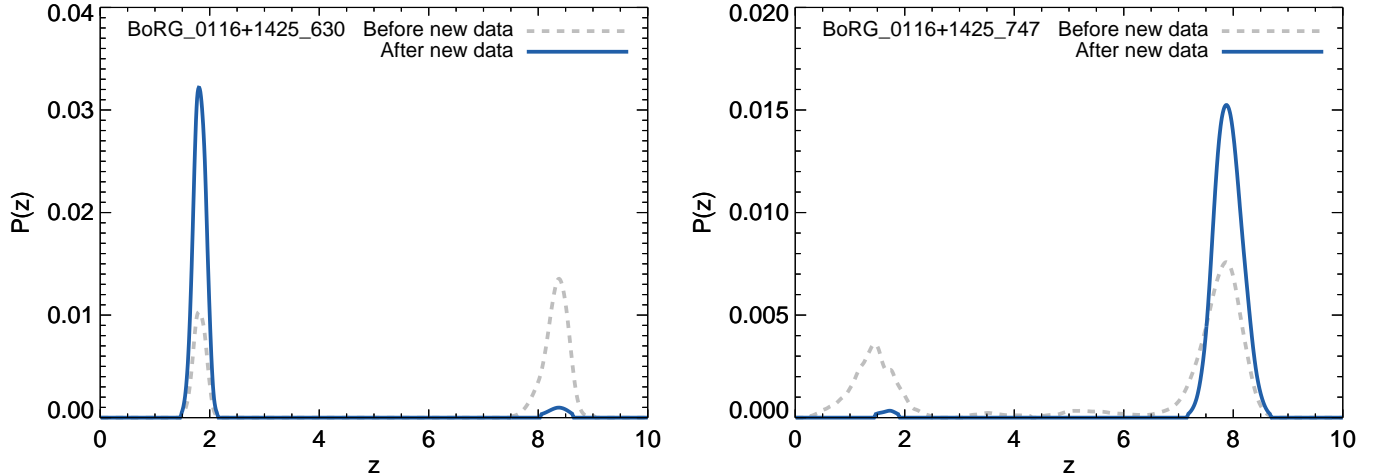 BoRG_0116+1425_630 Before new data
After new data
0.04
0.03
0.02
0.01
0.00
P(z)
0 2 4 6 8 10
z
BoRG_0116+1425_747 Before new data
After new data
0.020
0.015
0.010
0.005
0.000
P(z)
0 2 4 6 8 10
z